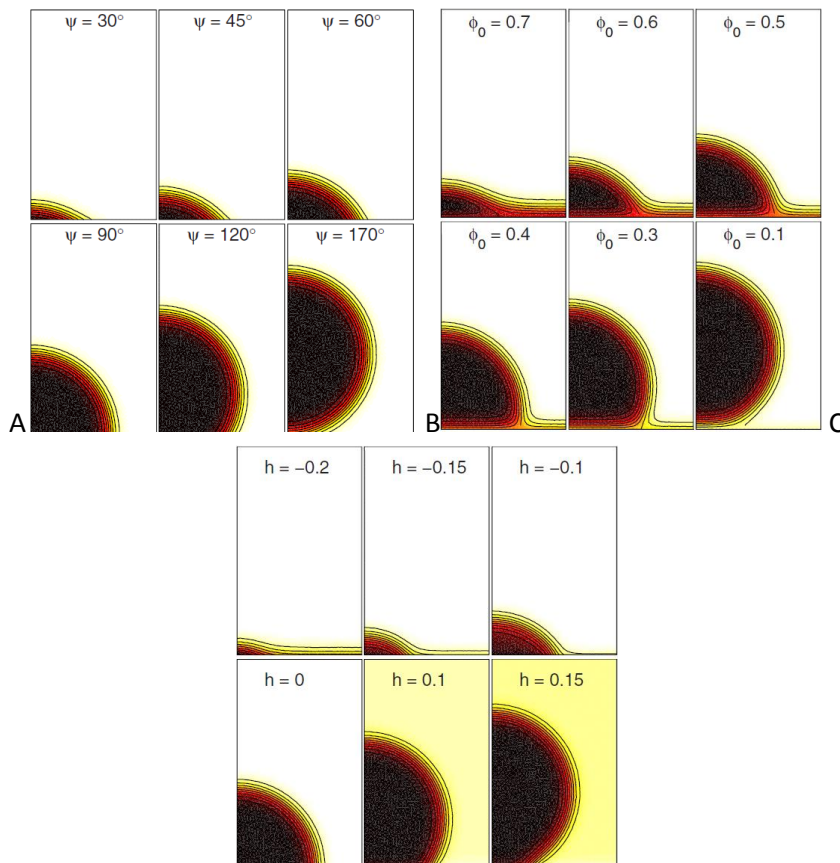 ψ = 30° ψ = 45° ψ = 60°
ϕ₀ = 0.7 ϕ₀ = 0.6 ϕ₀ = 0.5
ψ = 90° ψ = 120° ψ = 170°
ϕ₀ = 0.4 ϕ₀ = 0.3 ϕ₀ = 0.1
A B C
h = −0.2 h = −0.15 h = −0.1
h = 0 h = 0.1 h = 0.15